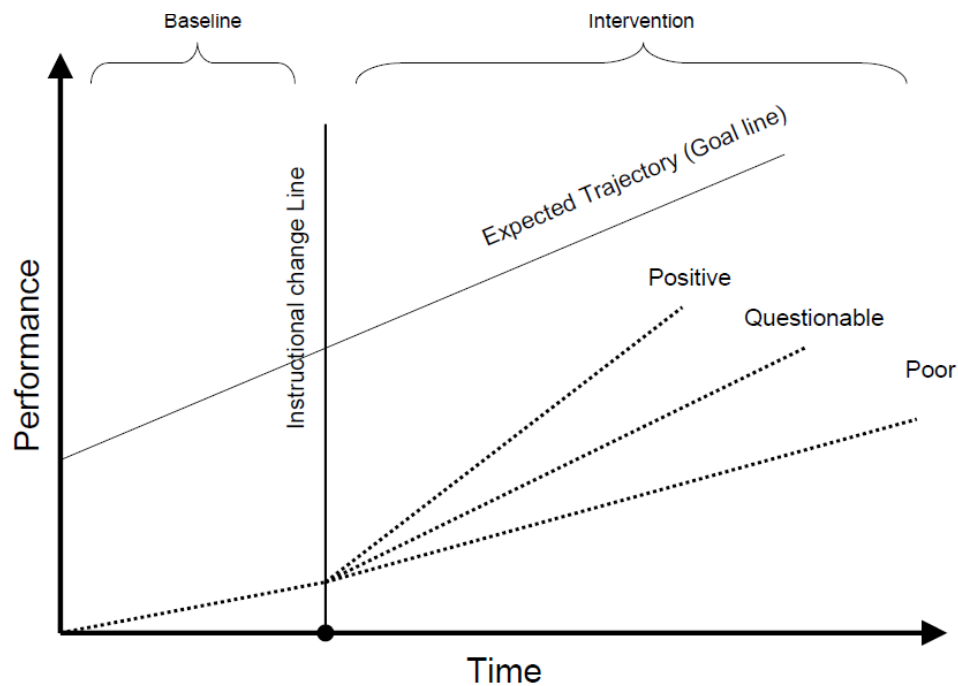 Baseline
Intervention
Expected Trajectory (Goal line)
Instructional change Line
Positive
Questionable
Poor
Performance
Time